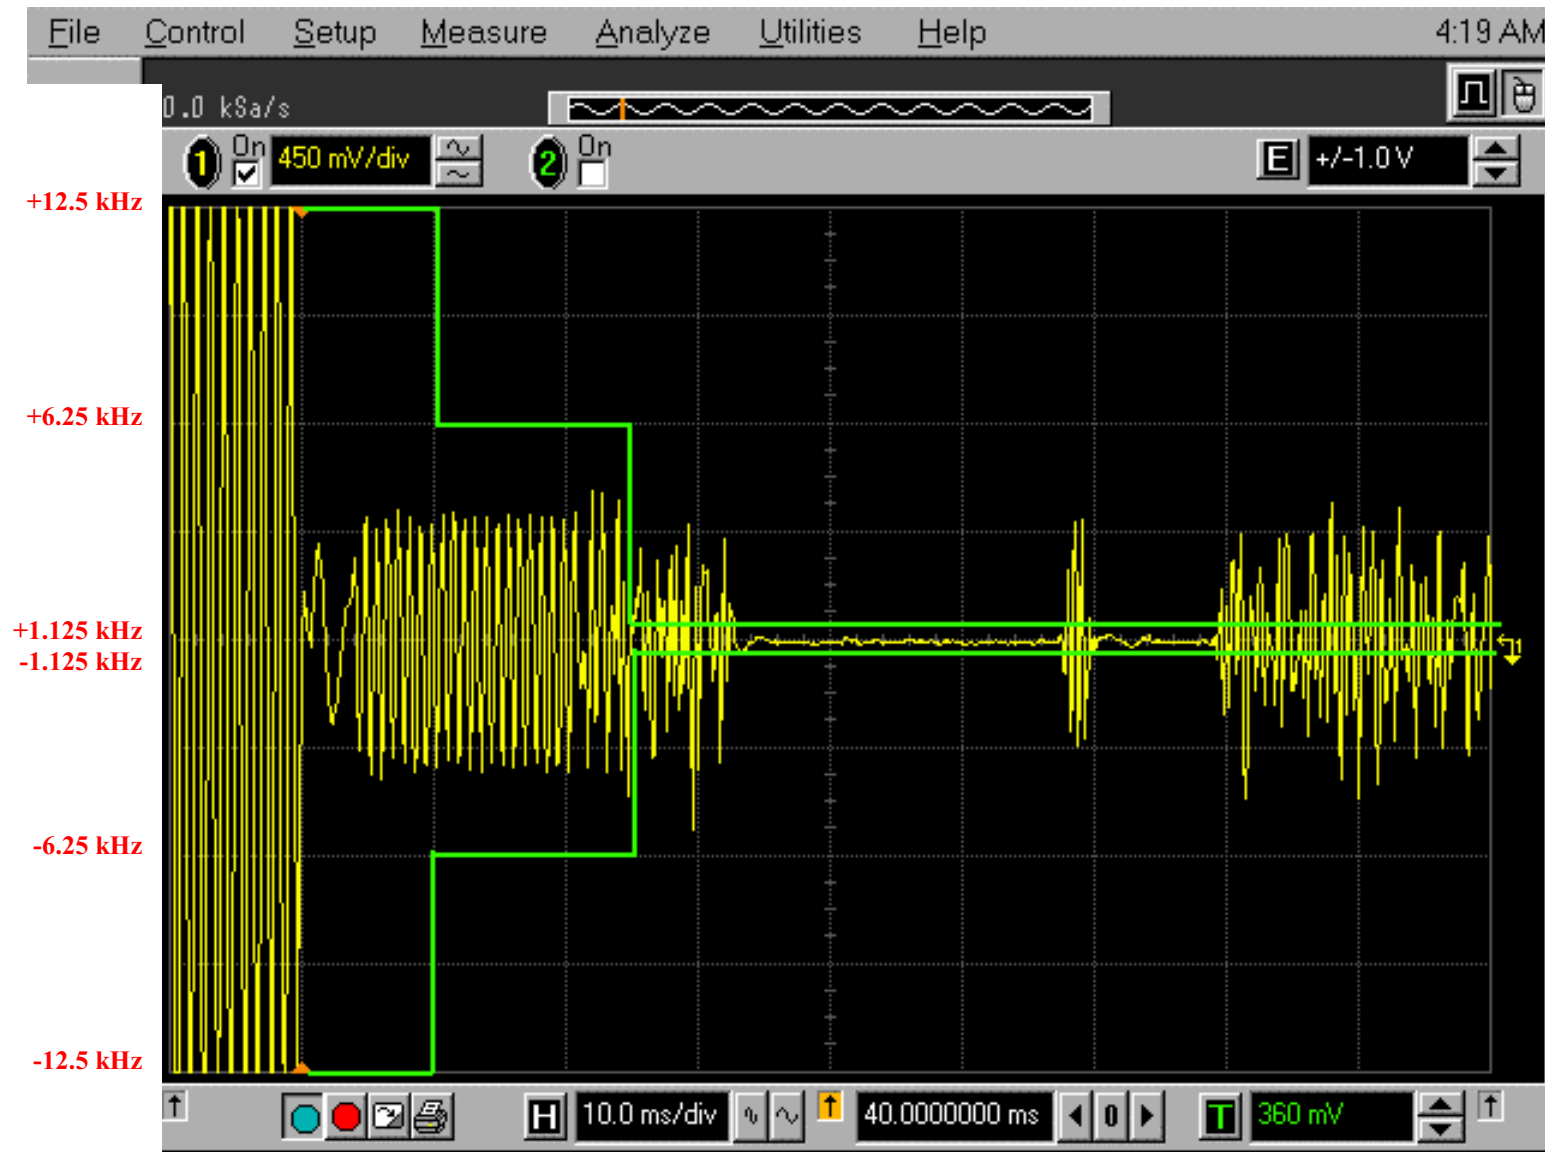 File Control Setup Measure Analyze Utilities Help 4:19 AM
0.0 kSa/s
1 On 450 mV/div 2 On E +/-1.0 V
+12.5 kHz
+6.25 kHz
+1.125 kHz
-1.125 kHz
-6.25 kHz
-12.5 kHz
H 10.0 ms/div 40.0000000 ms 0 T 360 mV